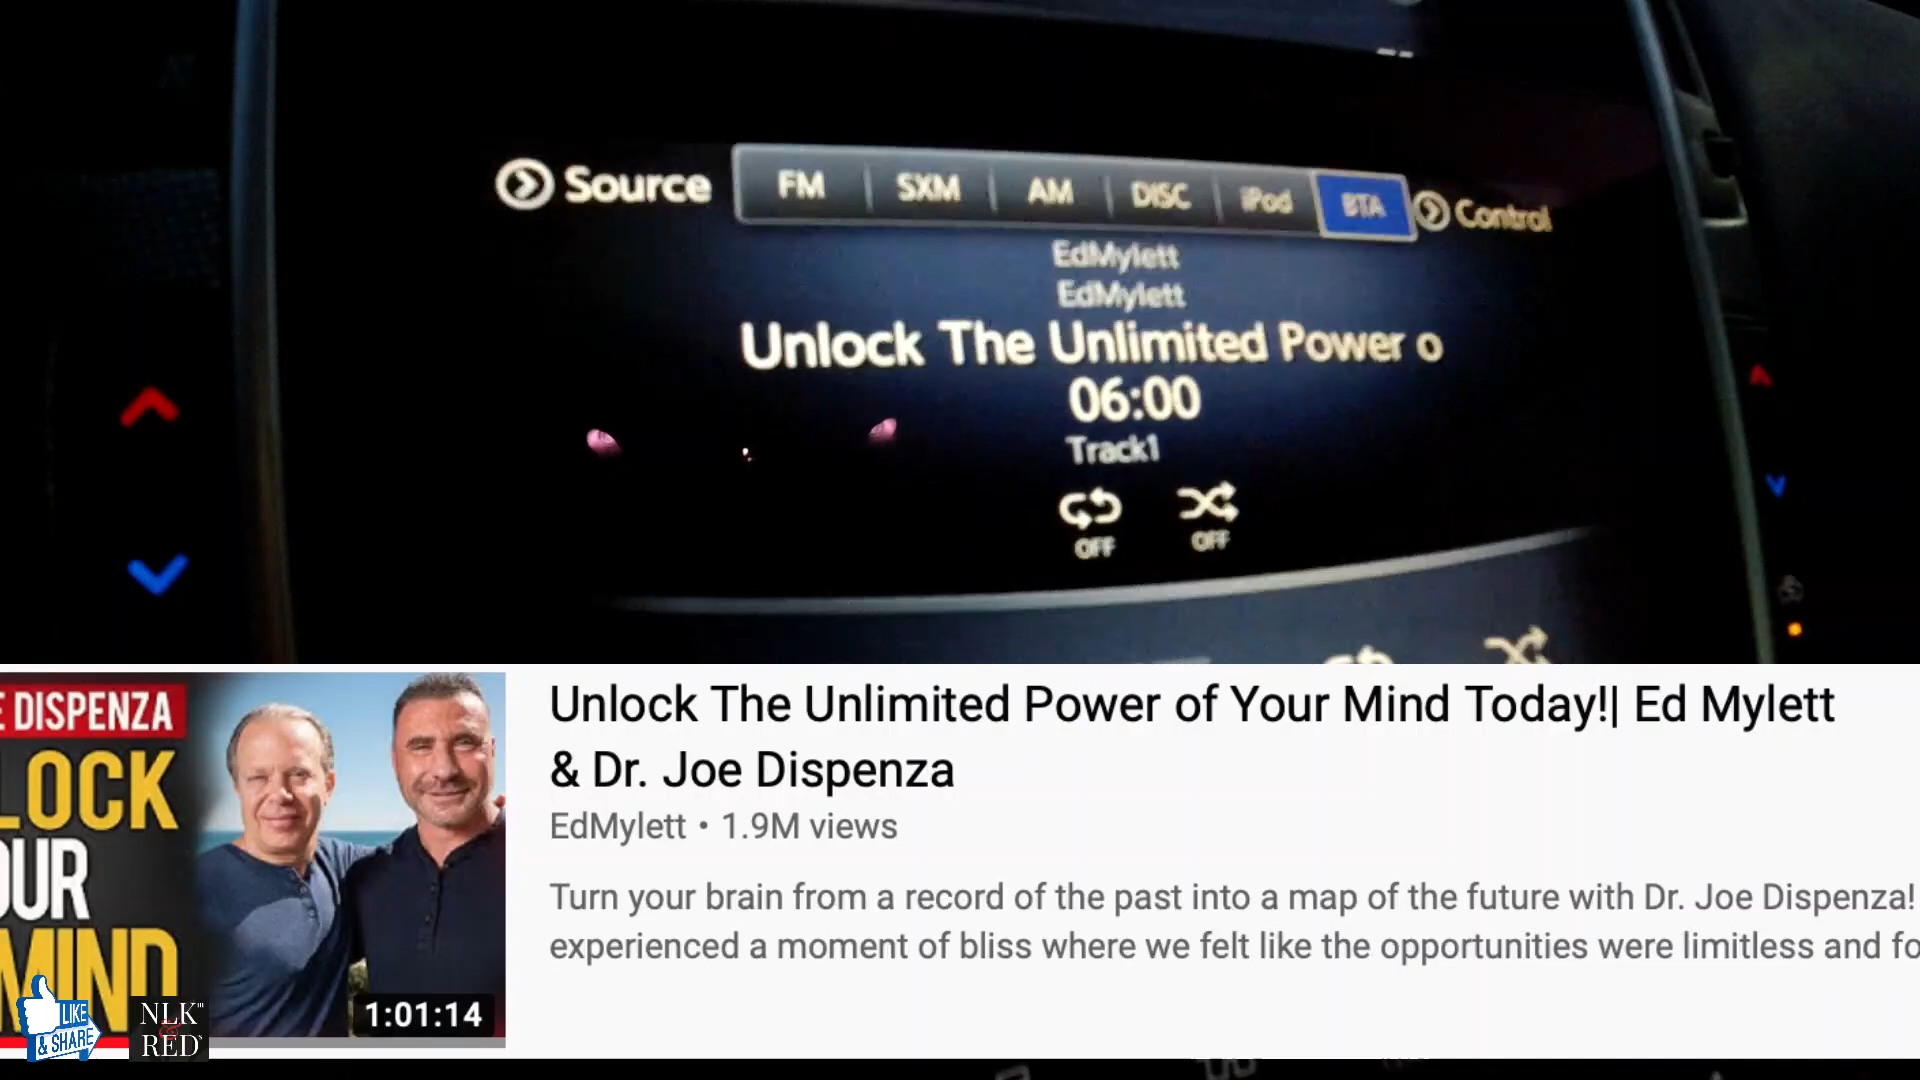 Source
FM SXM AM DISC iPod BTA
Control
EdMylett
EdMylett
Unlock The Unlimited Power o
06:00
Track1
OFF OFF
E DISPENZA
LOCK
OUR
MIND
1:01:14
LIKE
& SHARE
NLK™
&
RED
Unlock The Unlimited Power of Your Mind Today!| Ed Mylett
& Dr. Joe Dispenza
EdMylett • 1.9M views
Turn your brain from a record of the past into a map of the future with Dr. Joe Dispenza!
experienced a moment of bliss where we felt like the opportunities were limitless and fo